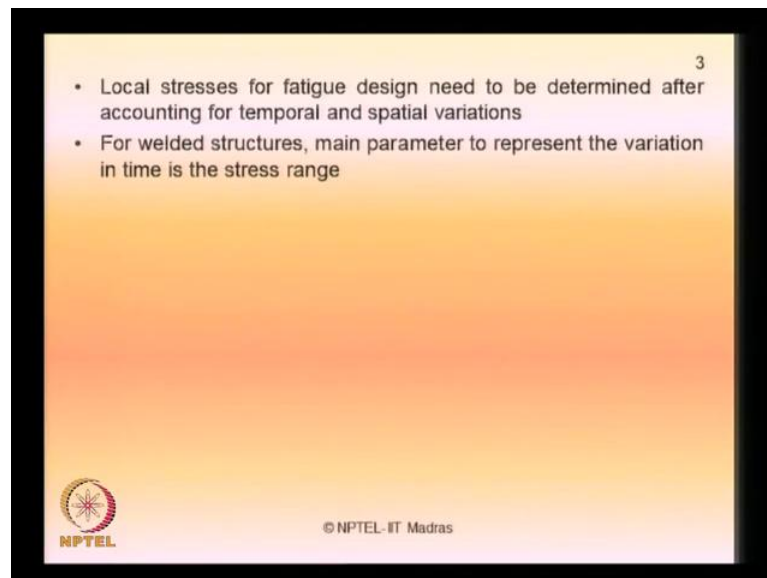 3
• Local stresses for fatigue design need to be determined after
accounting for temporal and spatial variations
• For welded structures, main parameter to represent the variation
in time is the stress range
NPTEL
© NPTEL-IIT Madras